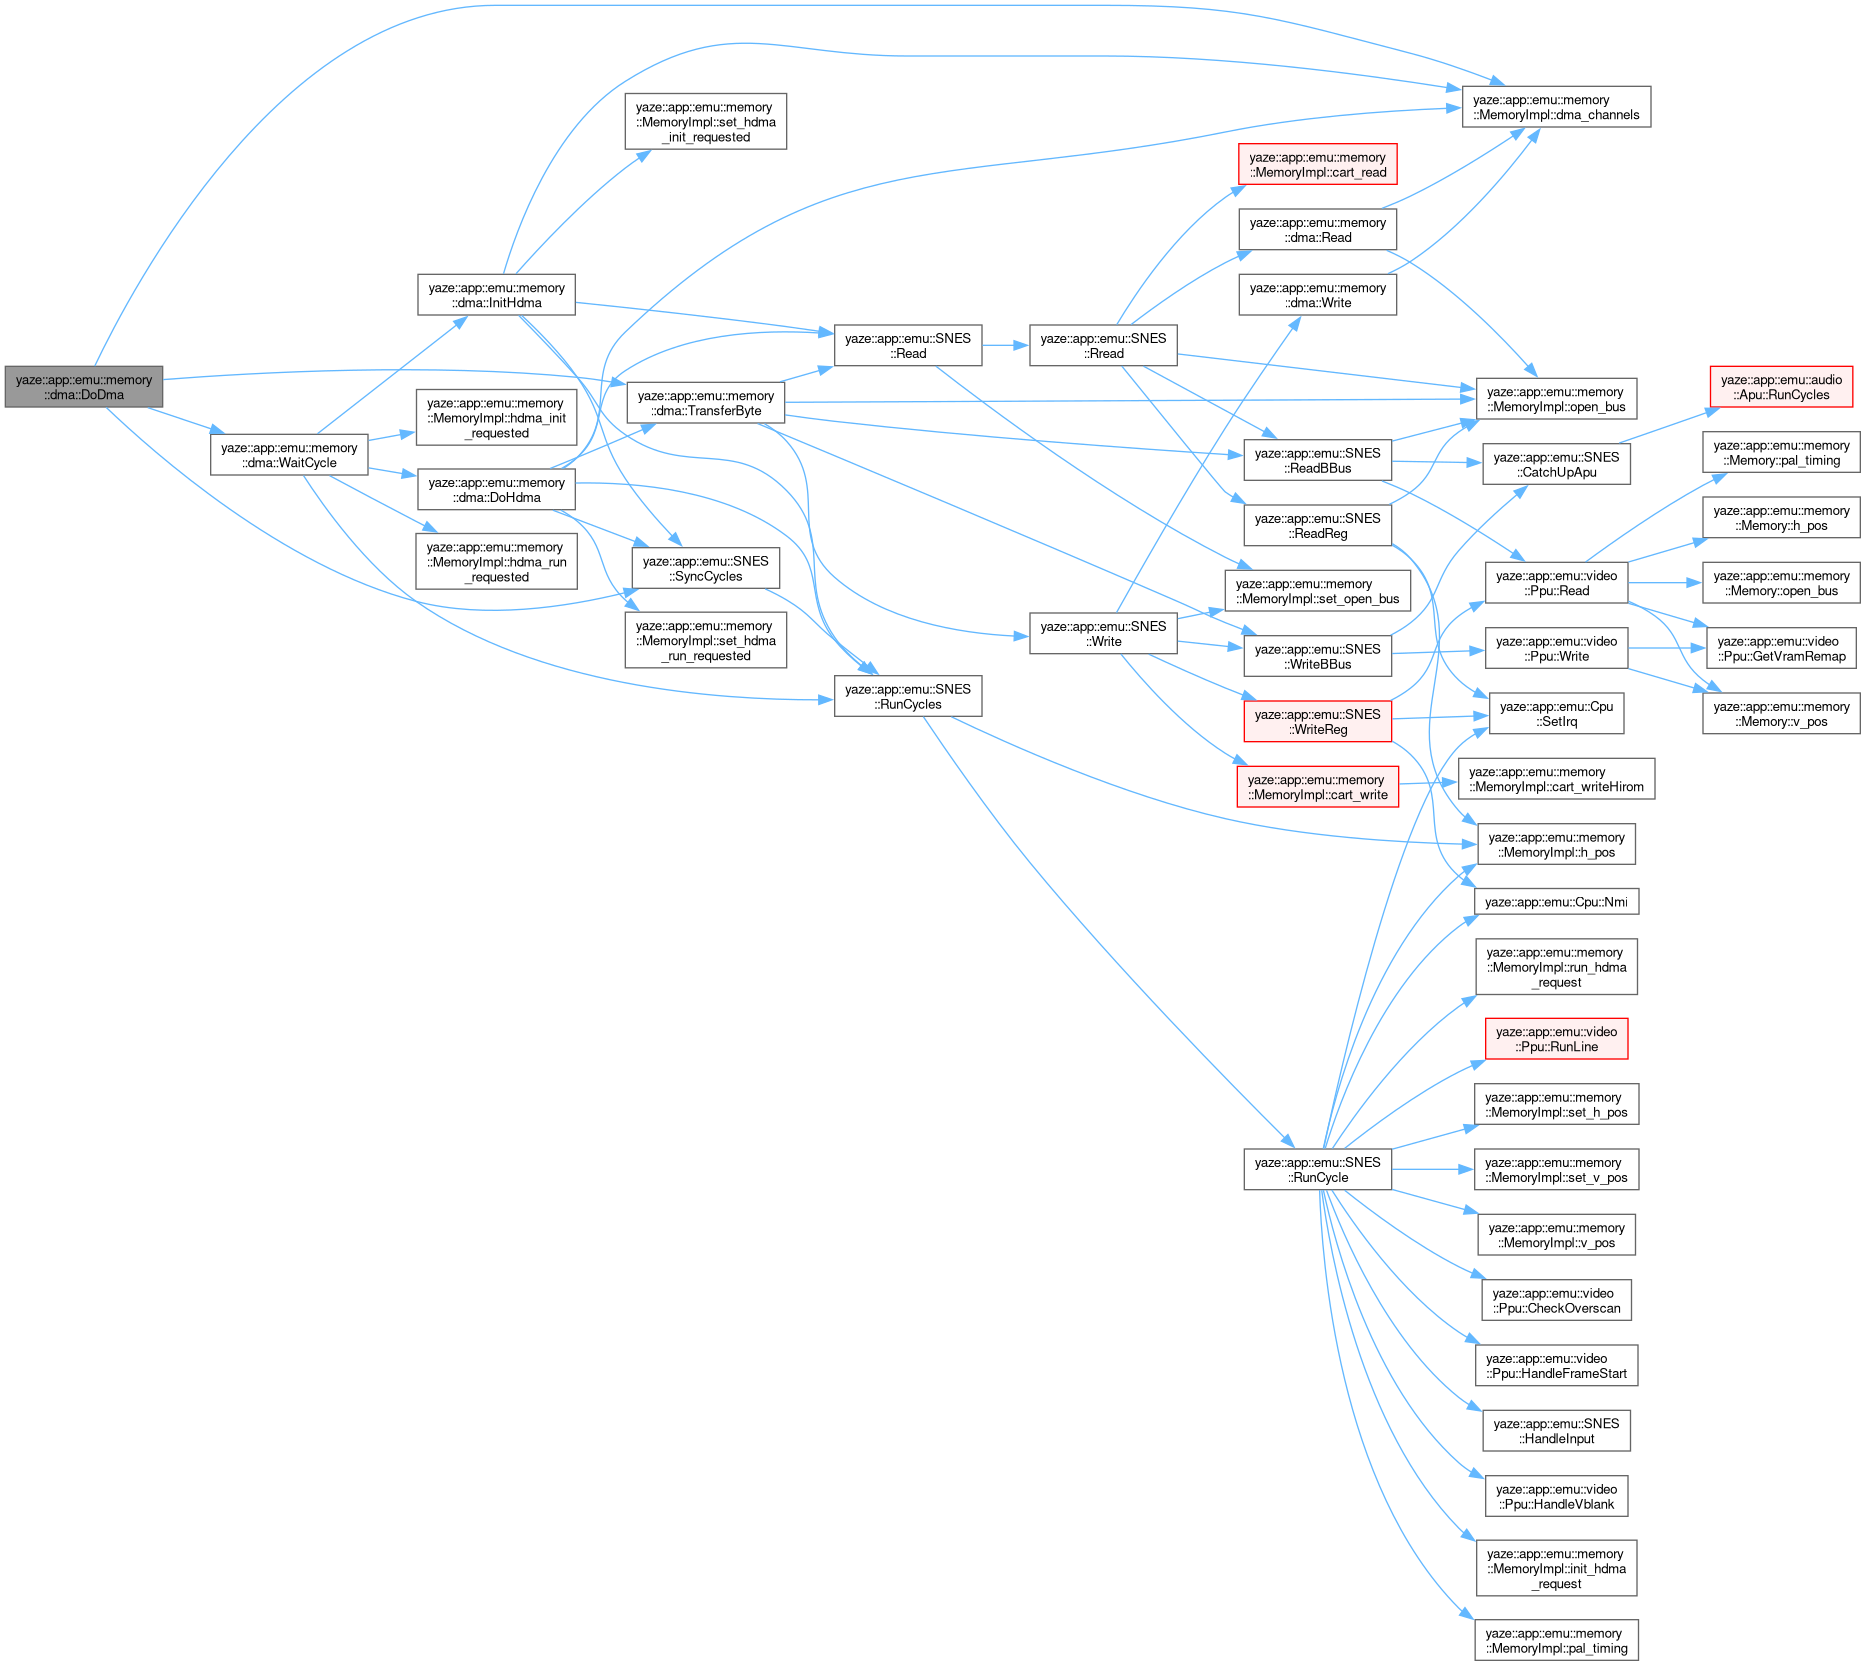 yaze::app::emu::memory
::dma::DoDma
yaze::app::emu::memory
::dma::WaitCycle
yaze::app::emu::memory
::dma::InitHdma
yaze::app::emu::memory
::MemoryImpl::hdma_init
_requested
yaze::app::emu::memory
::dma::DoHdma
yaze::app::emu::memory
::MemoryImpl::hdma_run
_requested
yaze::app::emu::memory
::MemoryImpl::set_hdma
_init_requested
yaze::app::emu::memory
::dma::TransferByte
yaze::app::emu::SNES
::SyncCycles
yaze::app::emu::memory
::MemoryImpl::set_hdma
_run_requested
yaze::app::emu::SNES
::Read
yaze::app::emu::SNES
::RunCycles
yaze::app::emu::SNES
::Rread
yaze::app::emu::SNES
::Write
yaze::app::emu::memory
::MemoryImpl::cart_read
yaze::app::emu::memory
::dma::Read
yaze::app::emu::memory
::dma::Write
yaze::app::emu::SNES
::ReadBBus
yaze::app::emu::SNES
::ReadReg
yaze::app::emu::memory
::MemoryImpl::set_open_bus
yaze::app::emu::SNES
::WriteBBus
yaze::app::emu::SNES
::WriteReg
yaze::app::emu::memory
::MemoryImpl::cart_write
yaze::app::emu::SNES
::RunCycle
yaze::app::emu::memory
::MemoryImpl::dma_channels
yaze::app::emu::memory
::MemoryImpl::open_bus
yaze::app::emu::SNES
::CatchUpApu
yaze::app::emu::video
::Ppu::Read
yaze::app::emu::video
::Ppu::Write
yaze::app::emu::Cpu
::SetIrq
yaze::app::emu::memory
::MemoryImpl::cart_writeHirom
yaze::app::emu::memory
::MemoryImpl::h_pos
yaze::app::emu::Cpu::Nmi
yaze::app::emu::memory
::MemoryImpl::run_hdma
_request
yaze::app::emu::video
::Ppu::RunLine
yaze::app::emu::memory
::MemoryImpl::set_h_pos
yaze::app::emu::memory
::MemoryImpl::set_v_pos
yaze::app::emu::memory
::MemoryImpl::v_pos
yaze::app::emu::video
::Ppu::CheckOverscan
yaze::app::emu::video
::Ppu::HandleFrameStart
yaze::app::emu::SNES
::HandleInput
yaze::app::emu::video
::Ppu::HandleVblank
yaze::app::emu::memory
::MemoryImpl::init_hdma
_request
yaze::app::emu::memory
::MemoryImpl::pal_timing
yaze::app::emu::audio
::Apu::RunCycles
yaze::app::emu::memory
::Memory::pal_timing
yaze::app::emu::memory
::Memory::h_pos
yaze::app::emu::memory
::Memory::open_bus
yaze::app::emu::video
::Ppu::GetVramRemap
yaze::app::emu::memory
::Memory::v_pos